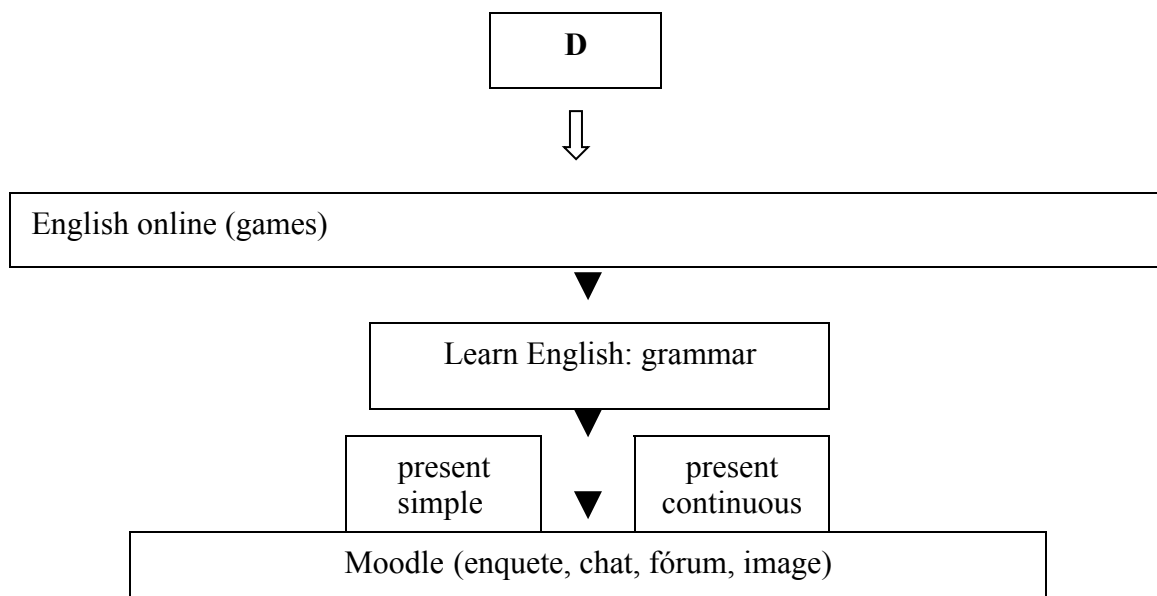 D
English online (games)
Learn English: grammar
present
simple
present
continuous
Moodle (enquete, chat, fórum, image)